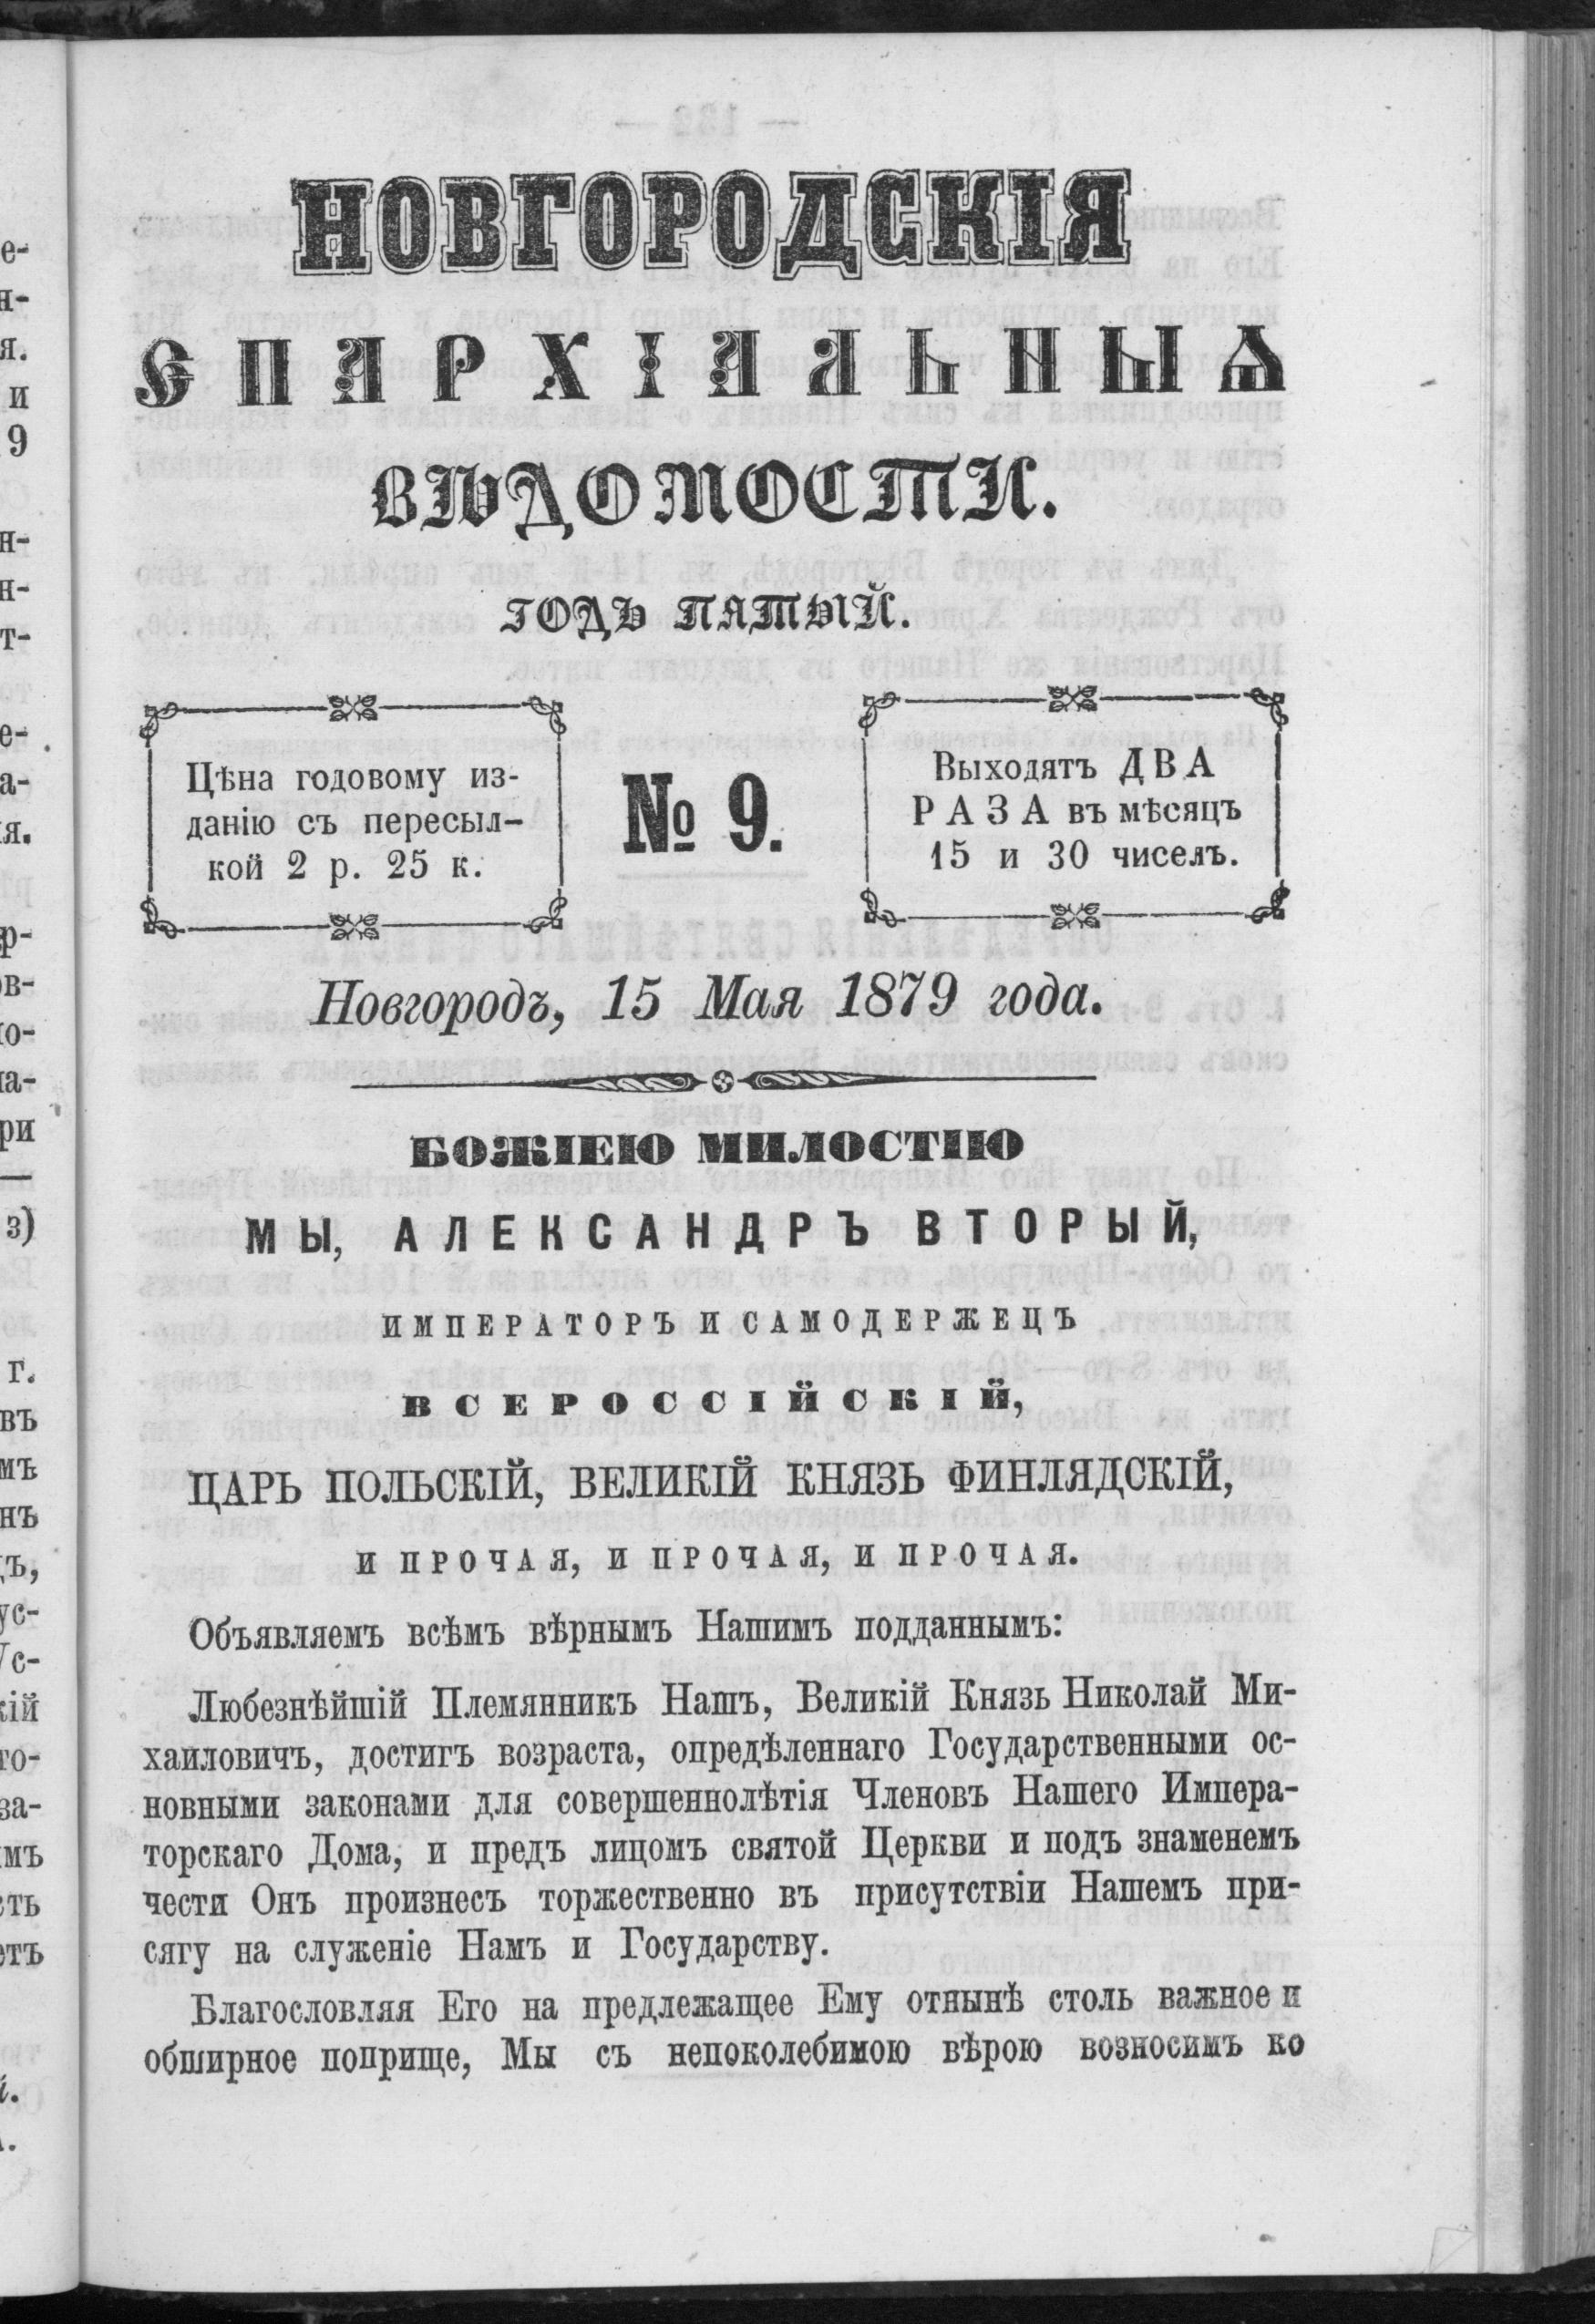 НОВГОРОДСКІЯ
ЄПАРХІАЛЬНЫѦ
ВѢДОМОСТИ.
ГОДЪ ПЯТЫЙ.
Цѣна годовому из-
данію съ пересыл-
кой 2 р. 25 к.
№ 9.
Выходятъ ДВА
РАЗА въ мѣсяцъ
15 и 30 чиселъ.
Новгородъ, 15 Мая 1879 года.
БОЖІЕЮ МИЛОСТІЮ
МЫ, АЛЕКСАНДРЪ ВТОРЫЙ,
ИМПЕРАТОРЪ И САМОДЕРЖЕЦЪ
ВСЕРОССІЙСКІЙ,
ЦАРЬ ПОЛЬСКІЙ, ВЕЛИКІЙ КНЯЗЬ ФИНЛЯДСКІЙ,
И ПРОЧАЯ, И ПРОЧАЯ, И ПРОЧАЯ.
Объявляемъ всѣмъ вѣрнымъ Нашимъ подданнымъ:
Любезнѣйшій Племянникъ Нашъ, Великій Князь Николай Ми-
хаиловичъ, достигъ возраста, опредѣленнаго Государственными ос-
новными законами для совершеннолѣтія Членовъ Нашего Импера-
торскаго Дома, и предъ лицомъ святой Церкви и подъ знаменемъ
чести Онъ произнесъ торжественно въ присутствіи Нашемъ при-
сягу на служеніе Намъ и Государству.
Благословляя Его на предлежащее Ему отнынѣ столь важное и
обширное поприще, Мы съ непоколебимою вѣрою возносимъ ко